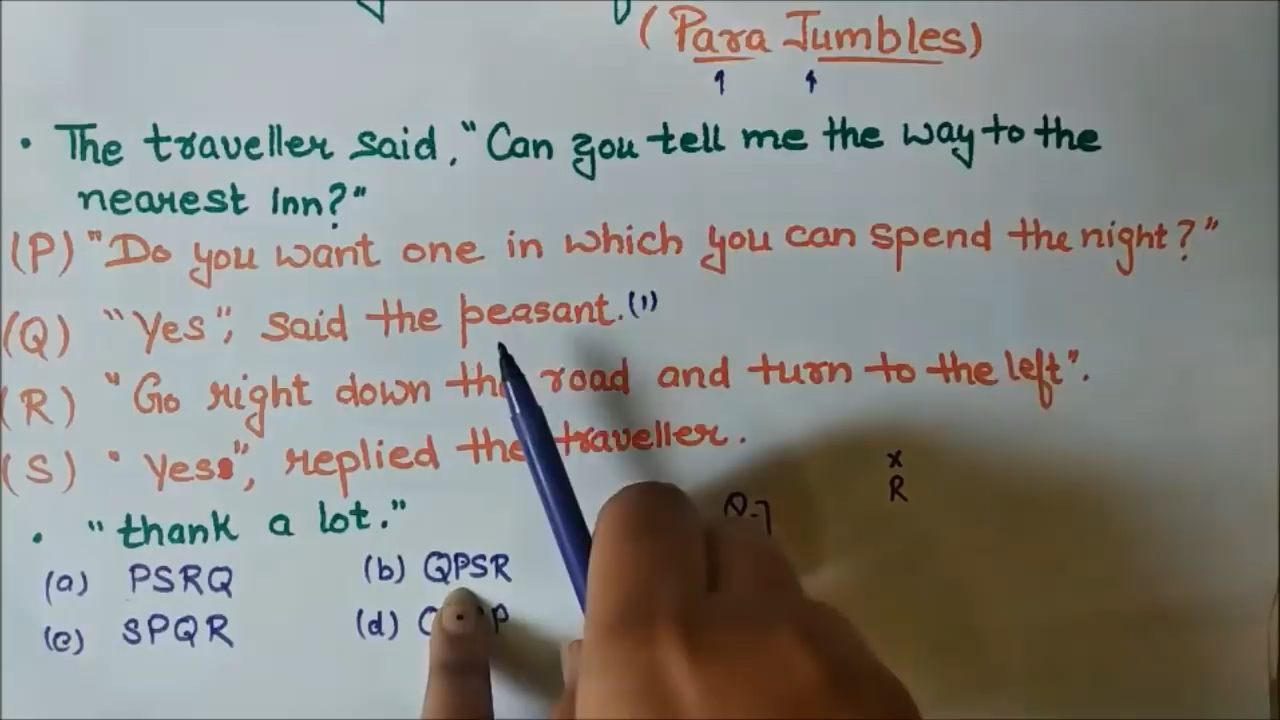 (Para Jumbles)
• The traveller said, "Can you tell me the way to the
nearest Inn?"
(P) "Do you want one in which you can spend the night?"
(Q) "Yes", said the peasant. (1)
(R) "Go right down the road and turn to the left".
(S) "Yes", replied the traveller.
x
R
• "thank a lot."
(a) PSRQ (b) QPSR
(c) SPQR (d)